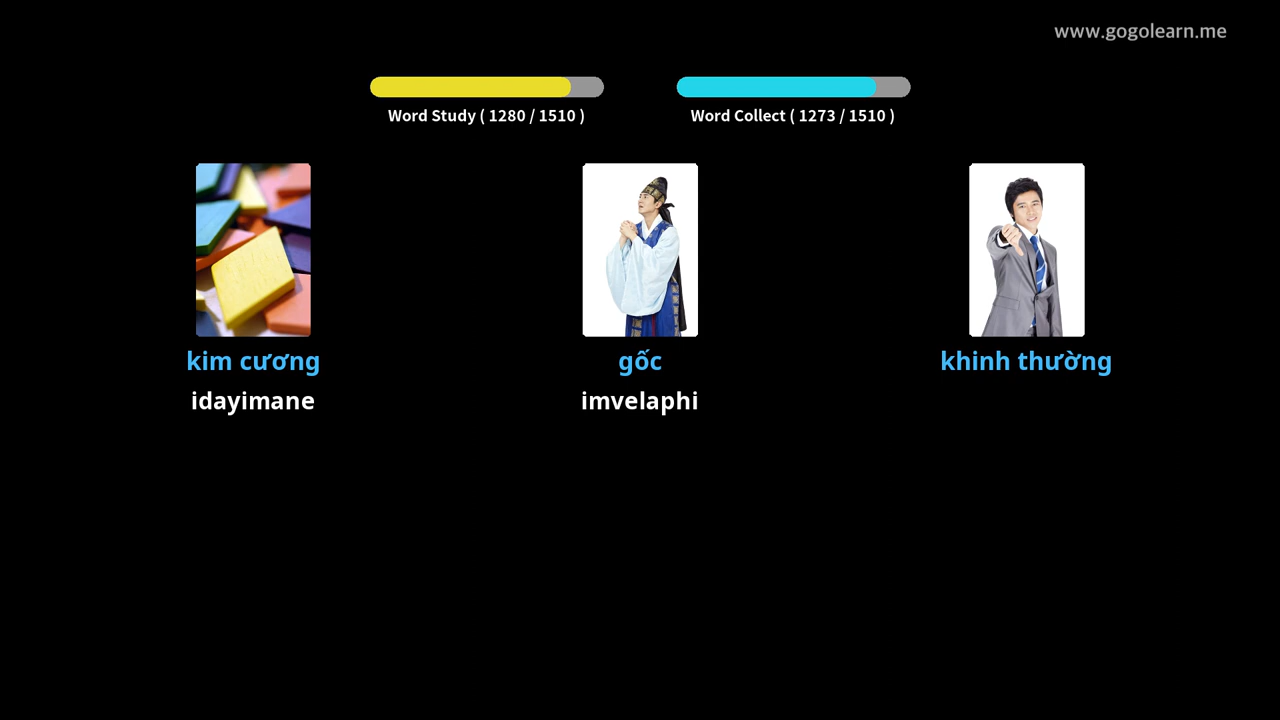 www.gogolearn.me
Word Study ( 1280 / 1510 )
Word Collect ( 1273 / 1510 )
kim cương
gốc
khinh thường
idayimane
imvelaphi